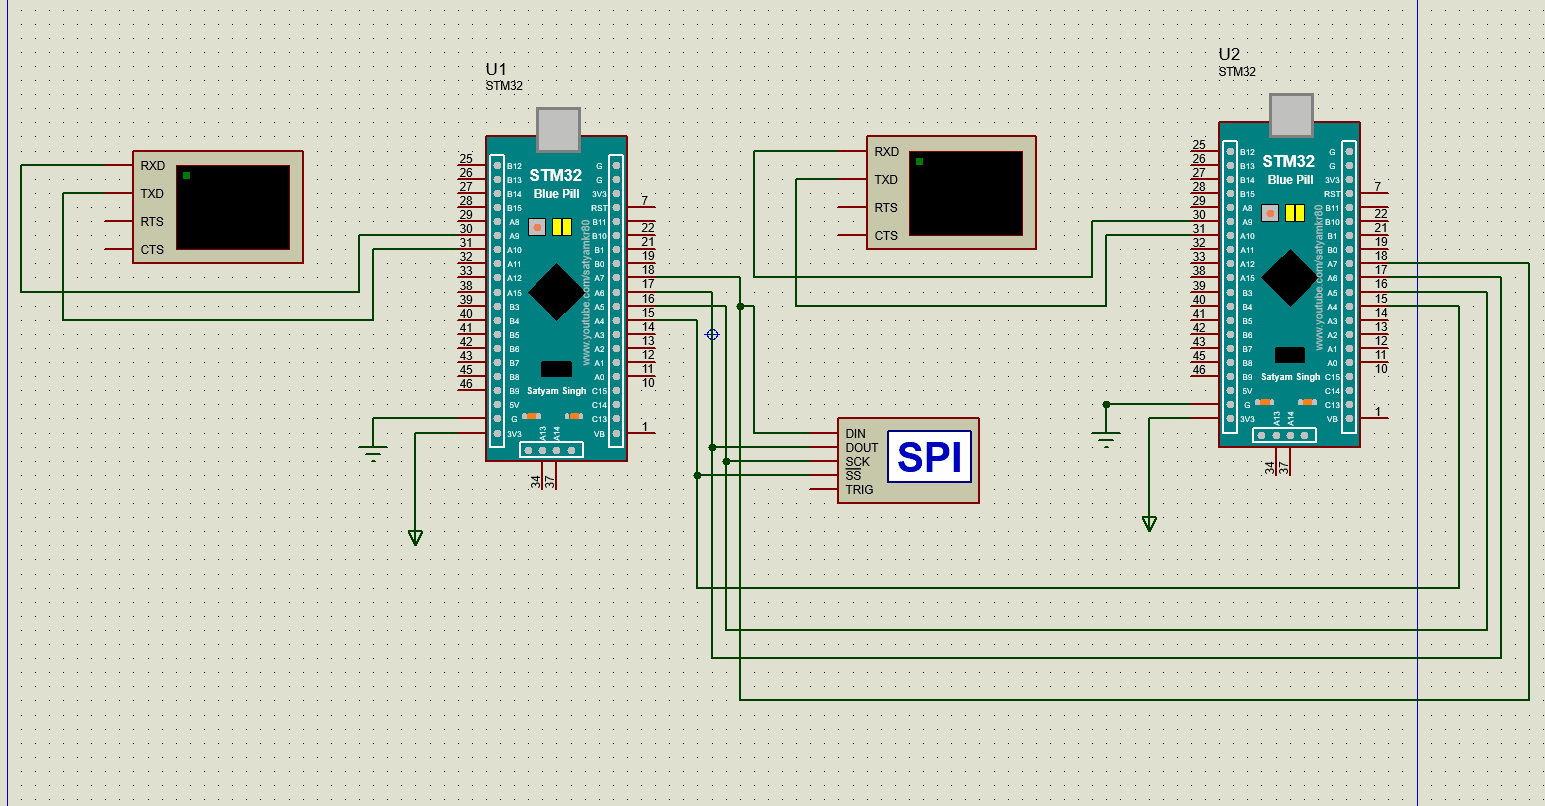 U1
STM32
RXD
TXD
RTS
CTS
25
26
27
28
29
30
31
32
33
38
39
40
41
42
43
45
46
B12
B13
B14
B15
A8
A9
A10
A11
A12
A15
B3
B4
B5
B6
B7
B8
B9
5V
G
3V3
STM32
Blue Pill
www.youtube.com/satyamkr80
Satyam Singh
A13
A14
34
37
G
G
3V3
RST
B11
B10
B1
B0
A7
A6
A5
A4
A3
A2
A1
A0
C15
C14
C13
VB
7
22
21
19
18
17
16
15
14
13
12
11
10
1
RXD
TXD
RTS
CTS
DIN
DOUT
SCK
SS
TRIG
SPI
U2
STM32
25
26
27
28
29
30
31
32
33
38
39
40
41
42
43
45
46
B12
B13
B14
B15
A8
A9
A10
A11
A12
A15
B3
B4
B5
B6
B7
B8
B9
5V
G
3V3
STM32
Blue Pill
www.youtube.com/satyamkr80
Satyam Singh
A13
A14
34
37
G
G
3V3
RST
B11
B10
B1
B0
A7
A6
A5
A4
A3
A2
A1
A0
C15
C14
C13
VB
7
22
21
19
18
17
16
15
14
13
12
11
10
1